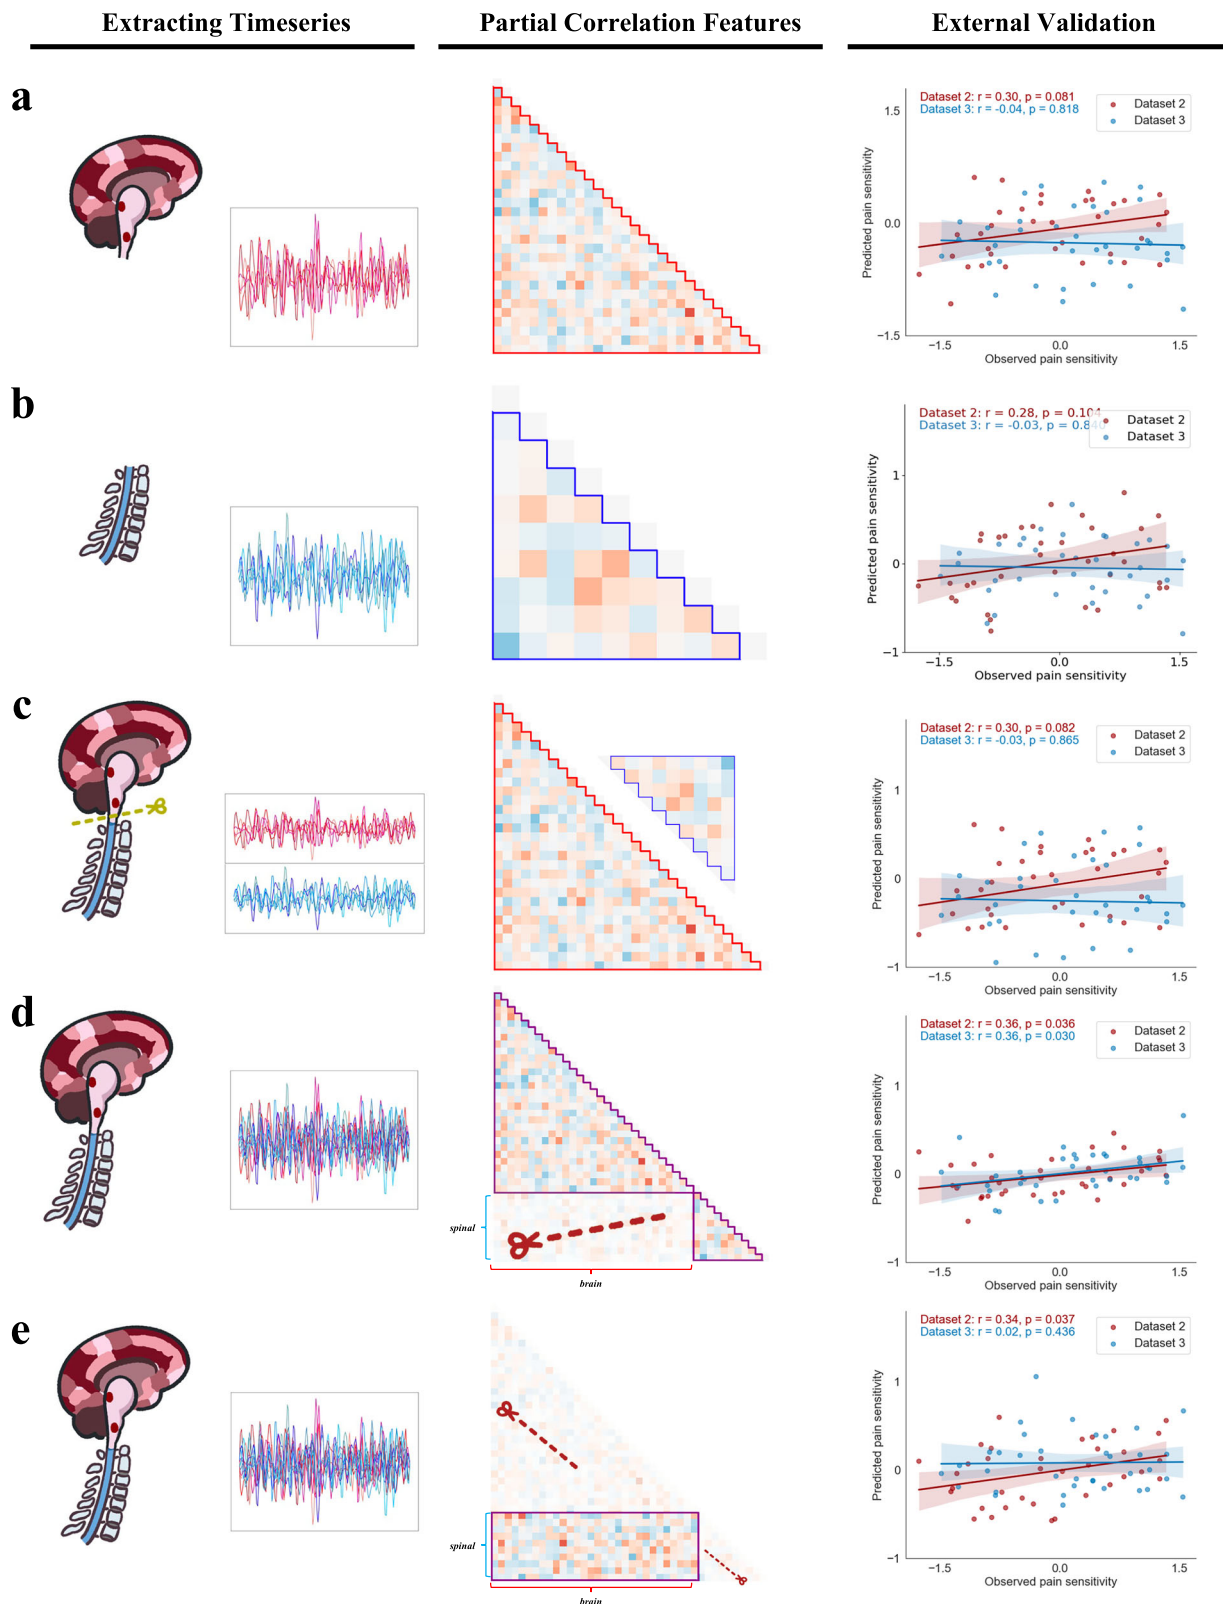 Extracting Timeseries
Partial Correlation Features
External Validation
a
Dataset 2: r = 0.30, p = 0.081
Dataset 3: r = -0.04, p = 0.818
Dataset 2
Dataset 3
1.5
0.0
−1.5
Predicted pain sensitivity
−1.5
0.0
1.5
Observed pain sensitivity
b
Dataset 2: r = 0.28, p = 0.104
Dataset 3: r = -0.03, p = 0.840
Dataset 2
Dataset 3
1
0
−1
Predicted pain sensitivity
−1.5
0.0
1.5
Observed pain sensitivity
c
Dataset 2: r = 0.30, p = 0.082
Dataset 3: r = -0.03, p = 0.865
Dataset 2
Dataset 3
1
0
−1
Predicted pain sensitivity
−1.5
0.0
1.5
Observed pain sensitivity
d
spinal
brain
Dataset 2: r = 0.36, p = 0.036
Dataset 3: r = 0.36, p = 0.030
Dataset 2
Dataset 3
1
0
−1
Predicted pain sensitivity
−1.5
0.0
1.5
Observed pain sensitivity
e
spinal
brain
Dataset 2: r = 0.34, p = 0.037
Dataset 3: r = 0.02, p = 0.436
Dataset 2
Dataset 3
1
0
−1
Predicted pain sensitivity
−1.5
0.0
1.5
Observed pain sensitivity